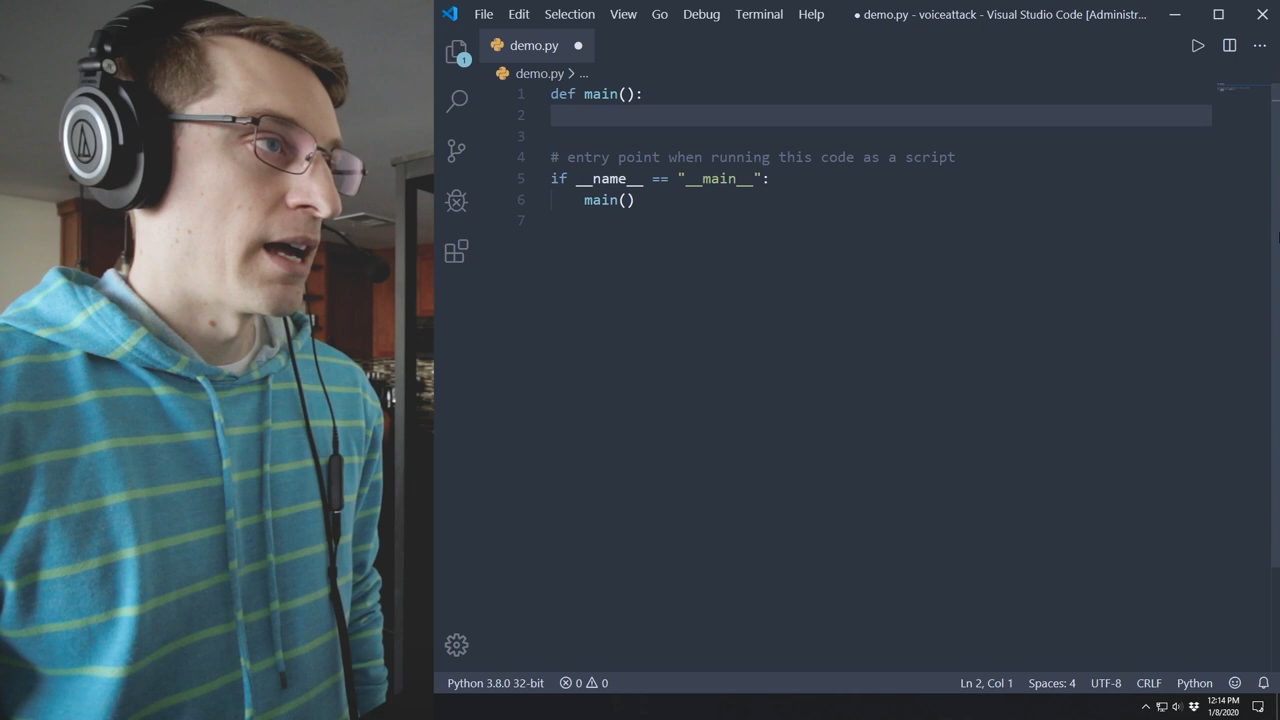 File Edit Selection View Go Debug Terminal Help ● demo.py - voiceattack - Visual Studio Code [Administr...
demo.py ●
demo.py > ...
1
1 def main():
2
3
4 # entry point when running this code as a script
5 if __name__ == "__main__":
6 main()
7
Python 3.8.0 32-bit 0 0 Ln 2, Col 1 Spaces: 4 UTF-8 CRLF Python
12:14 PM
1/8/2020